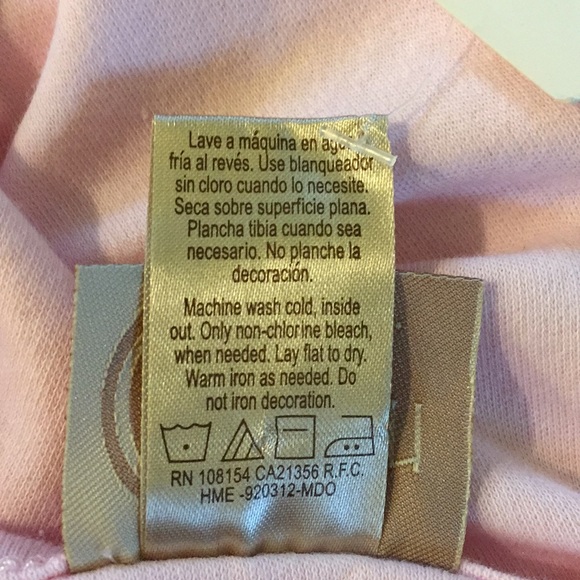 Lave a máquina en
fría al revés. Use blanqueador
sin cloro cuando lo necesite.
Seca sobre superficie plana.
Plancha tibia cuando sea
necesario. No planche la
decoración.
Machine wash cold, inside
out. Only non-chlorine bleach,
when needed. Lay flat to dry.
Warm iron as needed. Do
not iron decoration.
RN 108154 CA21356 R.F.C.
HME -920312-MDO